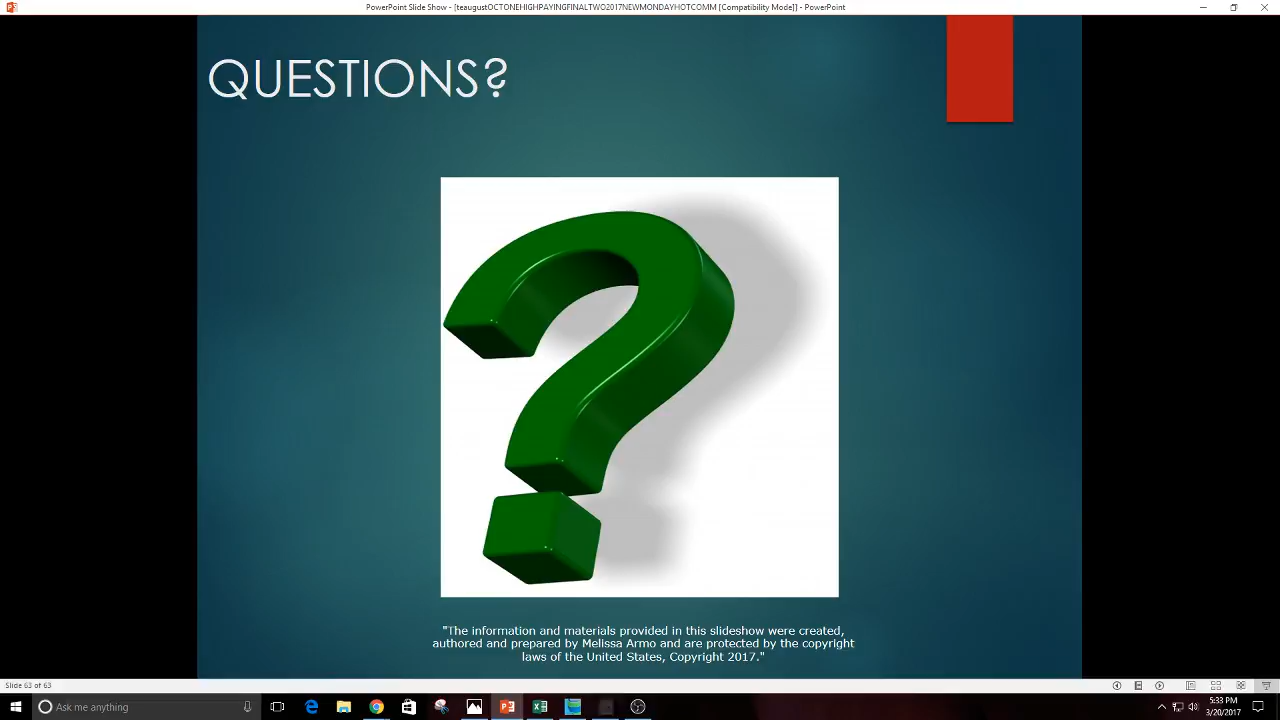 PowerPoint Slide Show - [teaugustOCTONEHIGHPAYINGFINALTWO2017NEWMONDAYHOTCOMM [Compatibility Mode]] - PowerPoint
QUESTIONS?
"The information and materials provided in this slideshow were created,
authored and prepared by Melissa Armo and are protected by the copyright
laws of the United States, Copyright 2017."
Slide 63 of 63
Ask me anything
5:33 PM
3/20/2017